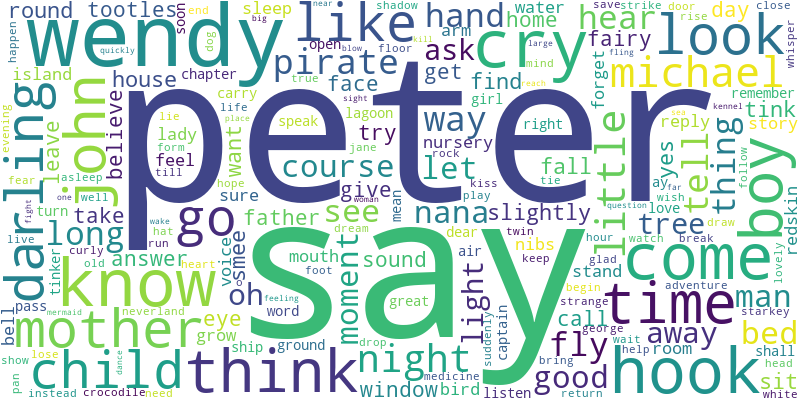 peter
say
wendy
like
hand
hear
day
cry
look
michael
boy
darling
john
pirate
ask
get
find
fairy
home
water
arm
open
face
true
round
tootles
sleep
soon
shadow
dog
big
quickly
happen
island
house
chapter
carry
life
place
lie
lady
form
feel
till
want
speak
girl
lagoon
try
nursery
rock
jane
sight
blow
floor
kill
mind
large
near
save
strike
door
rise
close
whisper
fling
reach
sea
kennel
forget
remember
tink
story
reply
right
way
course
let
fall
tie
kiss
play
give
mean
hope
sure
father
see
nana
slightly
twin
nibs
keep
dear
air
woman
dream
believe
leave
evening
fear
asleep
well
one
turn
take
long
fight
live
curly
run
hat
wake
answer
go
know
oh
smee
voice
tinker
old
heart
mother
eye
grow
word
mouth
foot
sound
great
moment
light
hour
glad
watch
break
stand
strange
begin
call
george
wait
help
room
adventure
shall
starkey
head
white
sit
man
time
come
little
tree
thing
tell
yes
ay
far
wish
love
question
draw
follow
lovely
redskin
bed
away
fly
good
hook
bring
return
captain
suddenly
listen
bird
medicine
drop
night
window
ground
ship
feeling
think
child
dance
need
crocodile
instead
pan
show
lose
bell
pass
mermaid
neverland